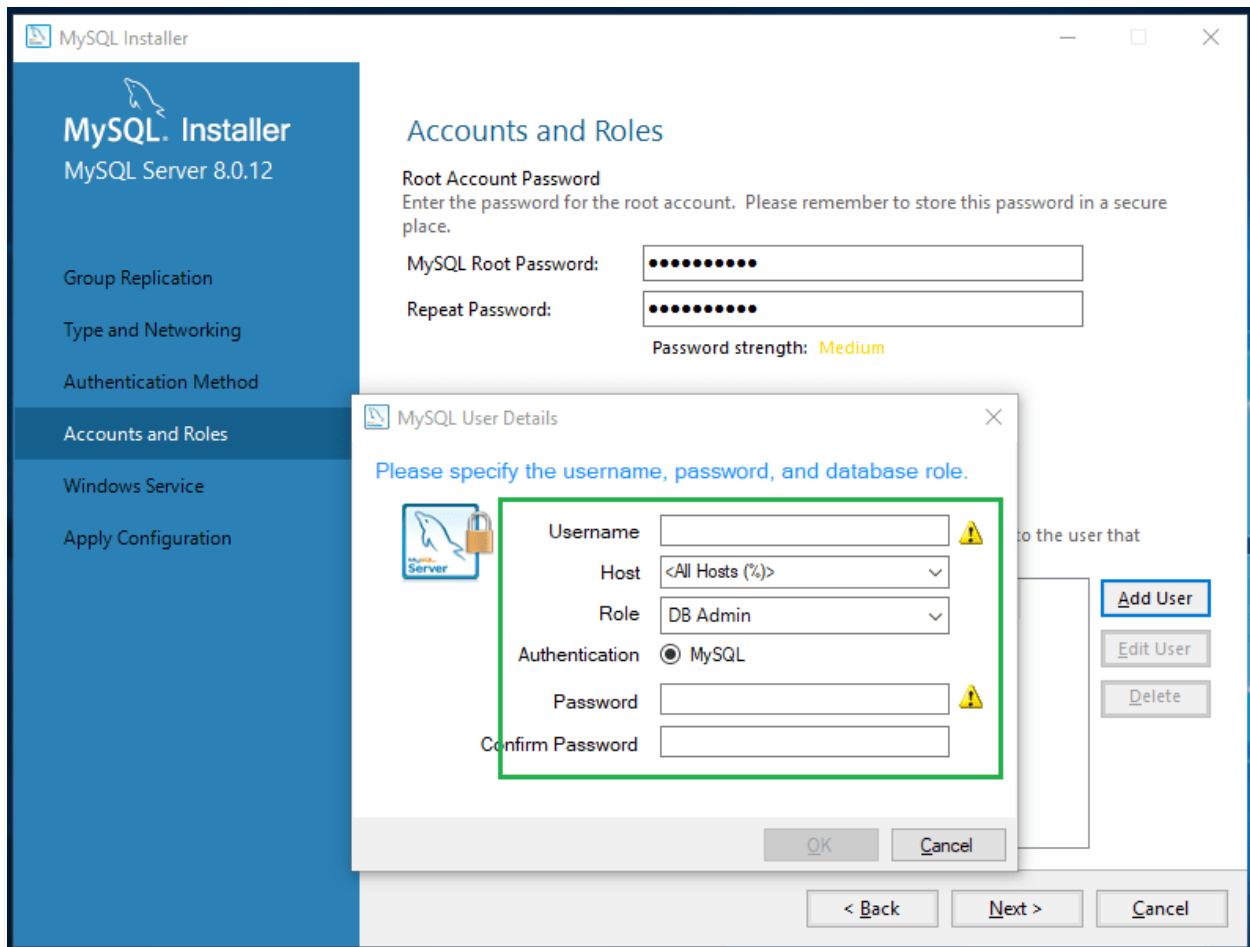 MySQL Installer
MySQL. Installer
MySQL Server 8.0.12
Group Replication
Type and Networking
Authentication Method
Accounts and Roles
Windows Service
Apply Configuration
Accounts and Roles
Root Account Password
Enter the password for the root account.  Please remember to store this password in a secure
place.
MySQL Root Password: ●●●●●●●●●●
Repeat Password: ●●●●●●●●●●
Password strength: Medium
to the user that
Add User
Edit User
Delete
MySQL User Details
Please specify the username, password, and database role.
MySQL
Server
Username
Host <All Hosts (%)>
Role DB Admin
Authentication MySQL
Password
Confirm Password
OK Cancel
< Back Next > Cancel